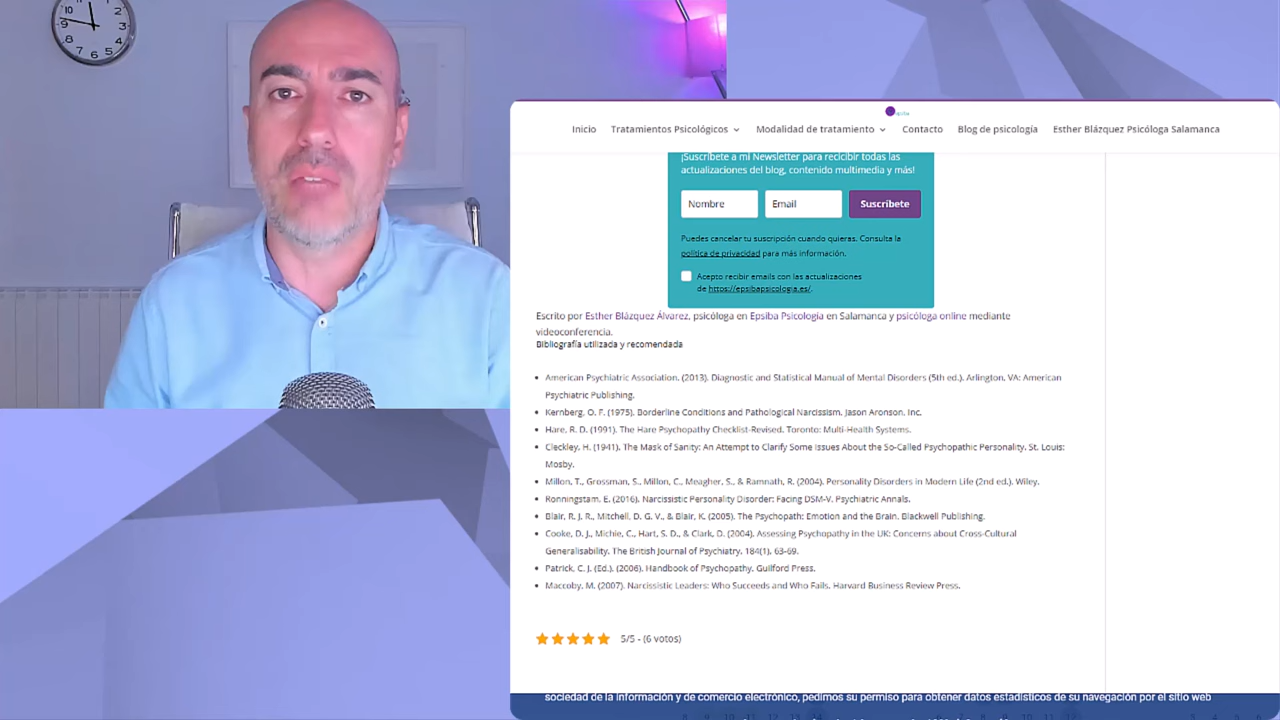 10
9
8
7
6
5
4
3
2
Inicio
Tratamientos Psicológicos
Modalidad de tratamiento
Contacto
Blog de psicología
Esther Blázquez Psicóloga Salamanca
¡Suscríbete a mi Newsletter para recicibir todas las
actualizaciones del blog, contenido multimedia y más!
Nombre
Email
Suscríbete
Puedes cancelar tu suscripción cuando quieras. Consulta la
política de privacidad para más información.
Acepto recibir emails con las actualizaciones
de https://epsibapsicologia.es/.
Escrito por Esther Blázquez Álvarez, psicóloga en Epsiba Psicología en Salamanca y psicóloga online mediante
videoconferencia.
Bibliografía utilizada y recomendada
American Psychiatric Association. (2013). Diagnostic and Statistical Manual of Mental Disorders (5th ed.). Arlington, VA: American
Psychiatric Publishing.
Kernberg, O. F. (1975). Borderline Conditions and Pathological Narcissism. Jason Aronson, Inc.
Hare, R. D. (1991). The Hare Psychopathy Checklist-Revised. Toronto: Multi-Health Systems.
Cleckley, H. (1941). The Mask of Sanity: An Attempt to Clarify Some Issues About the So-Called Psychopathic Personality. St. Louis:
Mosby.
Millon, T., Grossman, S., Millon, C., Meagher, S., & Ramnath, R. (2004). Personality Disorders in Modern Life (2nd ed.). Wiley.
Ronningstam, E. (2016). Narcissistic Personality Disorder: Facing DSM-V. Psychiatric Annals.
Blair, R. J. R., Mitchell, D. G. V., & Blair, K. (2005). The Psychopath: Emotion and the Brain. Blackwell Publishing.
Cooke, D. J., Michie, C., Hart, S. D., & Clark, D. (2004). Assessing Psychopathy in the UK: Concerns about Cross-Cultural
Generalisability. The British Journal of Psychiatry, 184(1), 63-69.
Patrick, C. J. (Ed.). (2006). Handbook of Psychopathy. Guilford Press.
Maccoby, M. (2007). Narcissistic Leaders: Who Succeeds and Who Fails. Harvard Business Review Press.
5/5 - (6 votos)
sociedad de la información y de comercio electrónico, pedimos su permiso para obtener datos estadísticos de su navegación por el sitio web